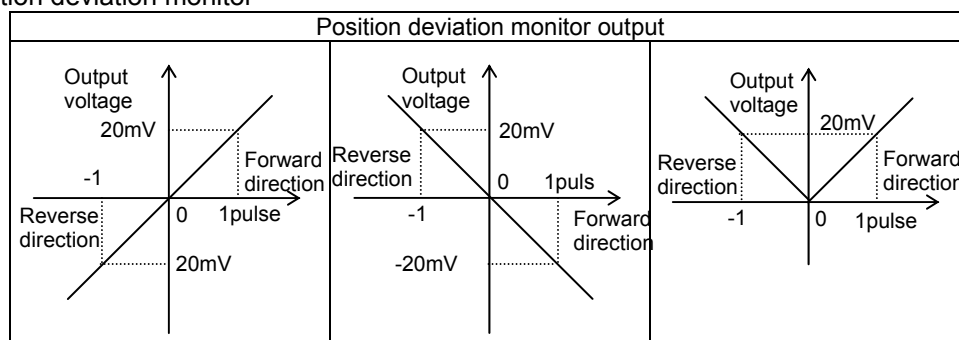 tion deviation monitor
Position deviation monitor output
Output
voltage
20mV
-1
Forward
direction
Reverse
direction
0
1pulse
20mV
Output
voltage
20mV
Reverse
direction
0
1puls
-1
Forward
direction
-20mV
Output
voltage
20mV
Reverse
direction
Forward
direction
-1
0
1pulse